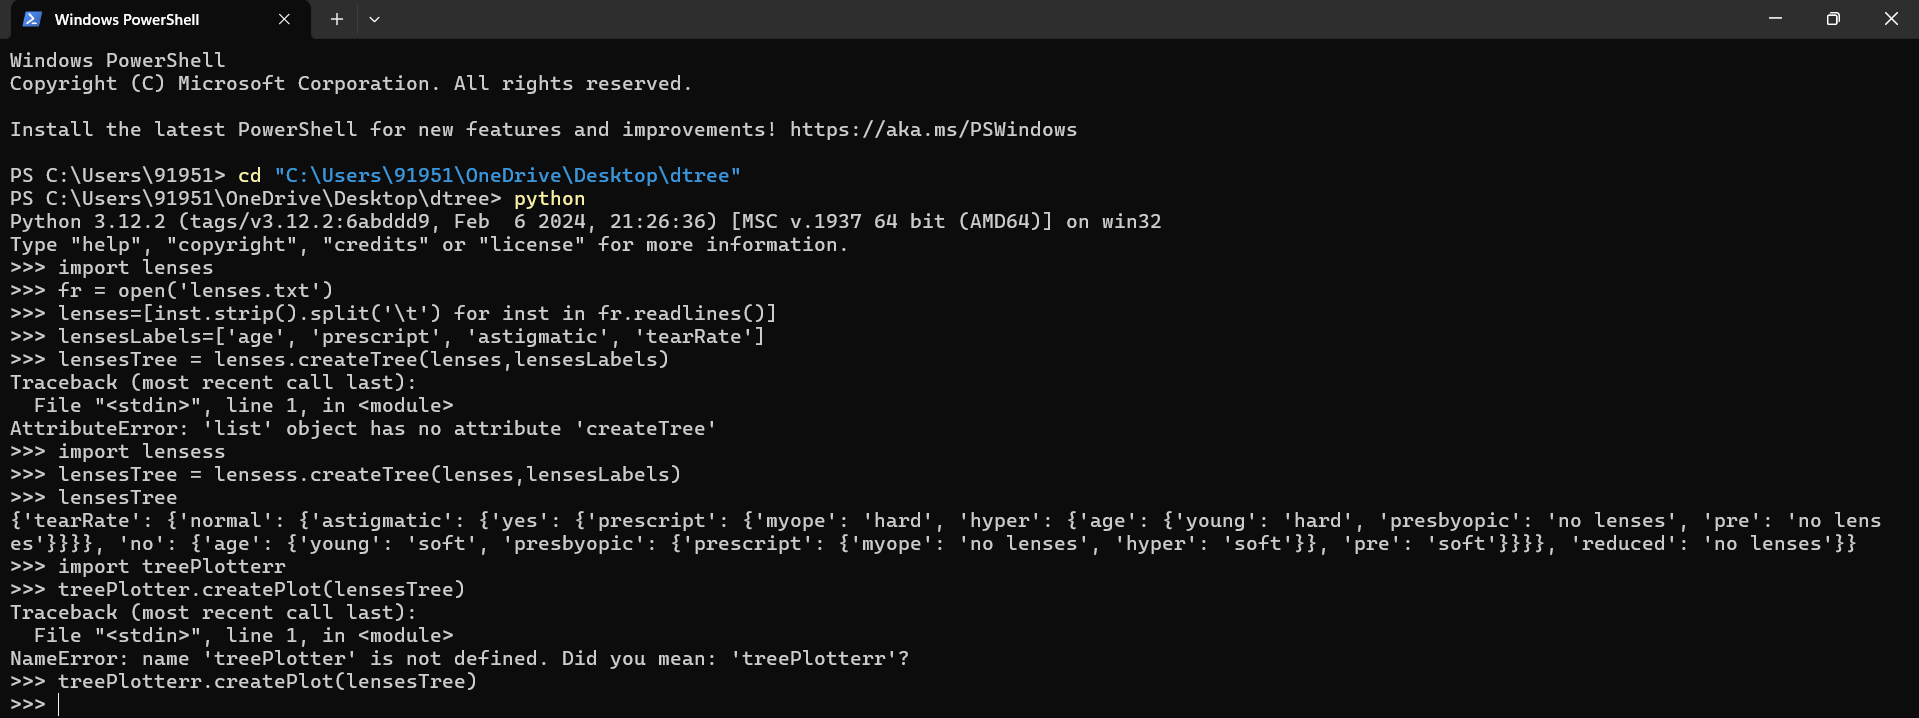 Windows PowerShell
Windows PowerShell
Copyright (C) Microsoft Corporation. All rights reserved.
Install the latest PowerShell for new features and improvements! https://aka.ms/PSWindows
PS C:\Users\91951> cd "C:\Users\91951\OneDrive\Desktop\dtree"
PS C:\Users\91951\OneDrive\Desktop\dtree> python
Python 3.12.2 (tags/v3.12.2:6abddd9, Feb  6 2024, 21:26:36) [MSC v.1937 64 bit (AMD64)] on win32
Type "help", "copyright", "credits" or "license" for more information.
>>> import lenses
>>> fr = open('lenses.txt')
>>> lenses=[inst.strip().split('\t') for inst in fr.readlines()]
>>> lensesLabels=['age', 'prescript', 'astigmatic', 'tearRate']
>>> lensesTree = lenses.createTree(lenses,lensesLabels)
Traceback (most recent call last):
  File "<stdin>", line 1, in <module>
AttributeError: 'list' object has no attribute 'createTree'
>>> import lensess
>>> lensesTree = lensess.createTree(lenses,lensesLabels)
>>> lensesTree
{'tearRate': {'normal': {'astigmatic': {'yes': {'prescript': {'myope': 'hard', 'hyper': {'age': {'young': 'hard', 'presbyopic': 'no lenses', 'pre': 'no lens
es'}}}}, 'no': {'age': {'young': 'soft', 'presbyopic': {'prescript': {'myope': 'no lenses', 'hyper': 'soft'}}, 'pre': 'soft'}}}}, 'reduced': 'no lenses'}}
>>> import treePlotterr
>>> treePlotter.createPlot(lensesTree)
Traceback (most recent call last):
  File "<stdin>", line 1, in <module>
NameError: name 'treePlotter' is not defined. Did you mean: 'treePlotterr'?
>>> treePlotterr.createPlot(lensesTree)
>>>